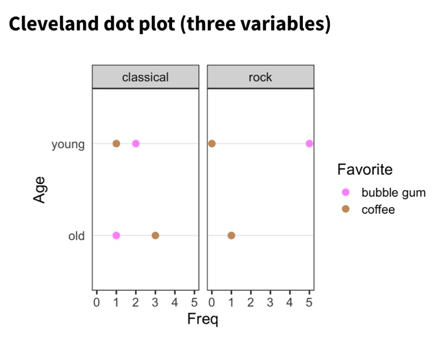 Cleveland dot plot (three variables)
classical rock
young
old
Age
0 1 2 3 4 5 0 1 2 3 4 5
Freq
Favorite
bubble gum
coffee